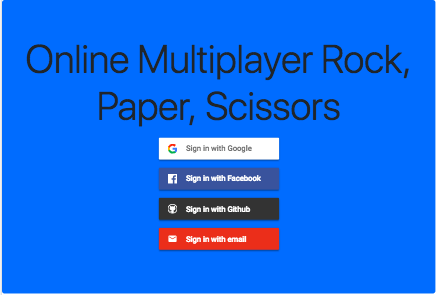 Online Multiplayer Rock,
Paper, Scissors
Sign in with Google
Sign in with Facebook
Sign in with Github
Sign in with email